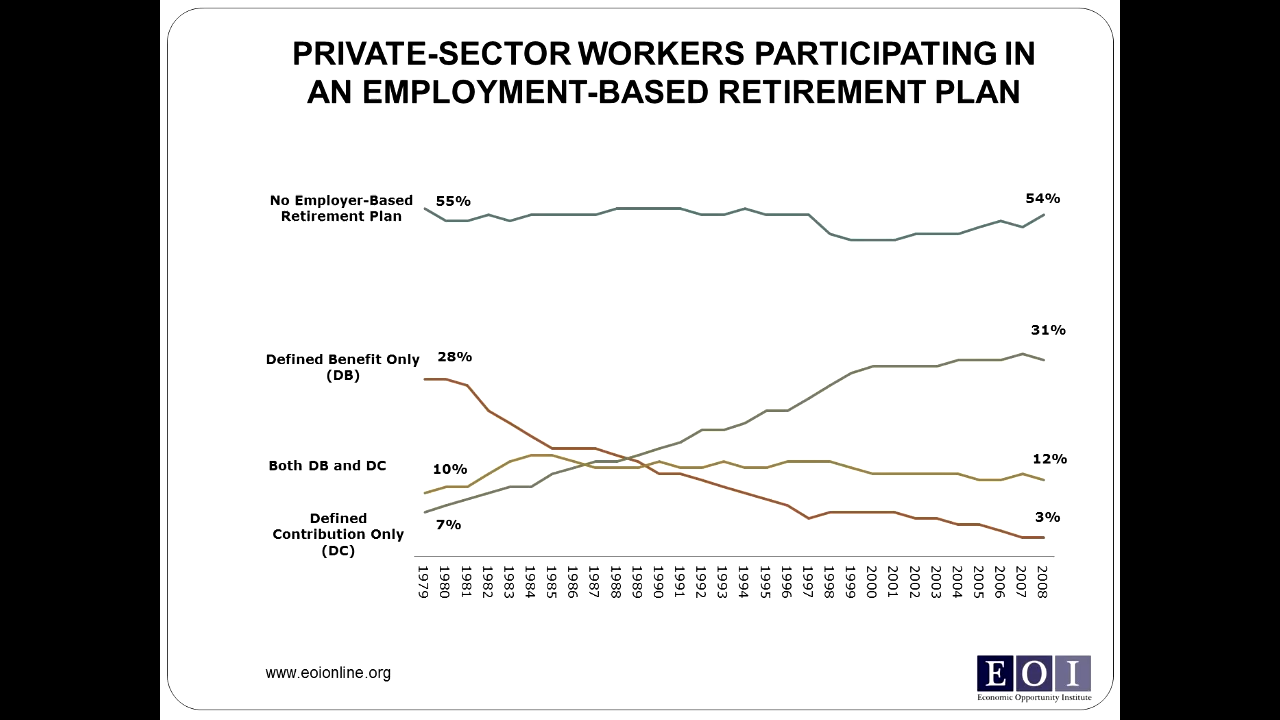 PRIVATE-SECTOR WORKERS PARTICIPATING IN
AN EMPLOYMENT-BASED RETIREMENT PLAN
No Employer-Based
Retirement Plan
55%
54%
31%
Defined Benefit Only
(DB)
28%
Both DB and DC
10%
12%
Defined
Contribution Only
(DC)
7%
3%
1979
1980
1981
1982
1983
1984
1985
1986
1987
1988
1989
1990
1991
1992
1993
1994
1995
1996
1997
1998
1999
2000
2001
2002
2003
2004
2005
2006
2007
2008
www.eoionline.org
EOI
Economic Opportunity Institute